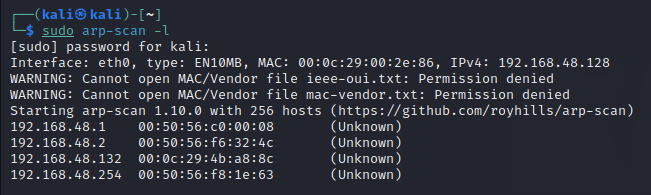 ┌──(kali㉿kali)-[~]
└─$ sudo arp-scan -l
[sudo] password for kali:
Interface: eth0, type: EN10MB, MAC: 00:0c:29:00:2e:86, IPv4: 192.168.48.128
WARNING: Cannot open MAC/Vendor file ieee-oui.txt: Permission denied
WARNING: Cannot open MAC/Vendor file mac-vendor.txt: Permission denied
Starting arp-scan 1.10.0 with 256 hosts (https://github.com/royhills/arp-scan)
192.168.48.1    00:50:56:c0:00:08       (Unknown)
192.168.48.2    00:50:56:f6:32:4c       (Unknown)
192.168.48.132  00:0c:29:4b:a8:8c       (Unknown)
192.168.48.254  00:50:56:f8:1e:63       (Unknown)